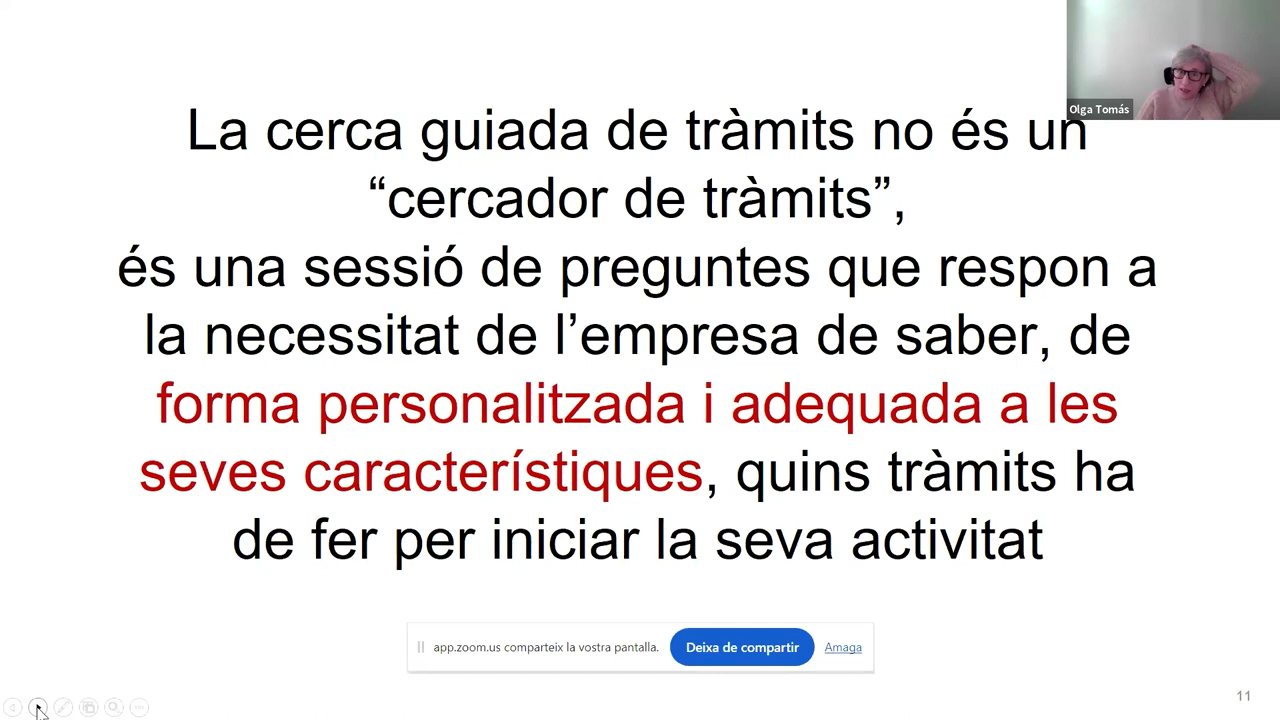 Olga Tomás
La cerca guiada de tràmits no és un
“cercador de tràmits”,
és una sessió de preguntes que respon a
la necessitat de l’empresa de saber, de
forma personalitzada i adequada a les
seves característiques, quins tràmits ha
de fer per iniciar la seva activitat
app.zoom.us comparteix la vostra pantalla. Deixa de compartir Amaga
11